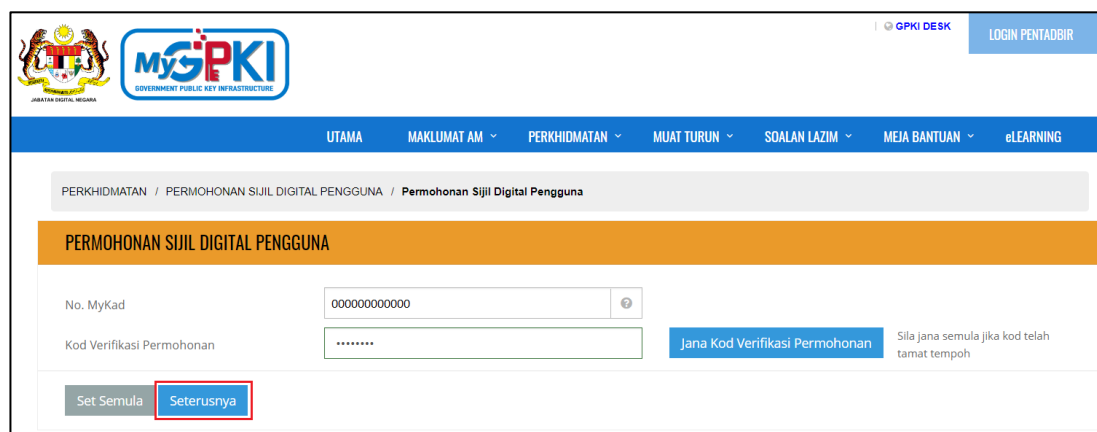 GPKI DESK
LOGIN PENTADBIR
MyGPKI
GOVERNMENT PUBLIC KEY INFRASTRUCTURE
JABATAN DIGITAL NEGARA
UTAMA MAKLUMAT AM PERKHIDMATAN MUAT TURUN SOALAN LAZIM MEJA BANTUAN eLEARNING
PERKHIDMATAN / PERMOHONAN SIJIL DIGITAL PENGGUNA / Permohonan Sijil Digital Pengguna
PERMOHONAN SIJIL DIGITAL PENGGUNA
No. MyKad 000000000000
Kod Verifikasi Permohonan ········ Jana Kod Verifikasi Permohonan Sila jana semula jika kod telah
tamat tempoh
Set Semula Seterusnya